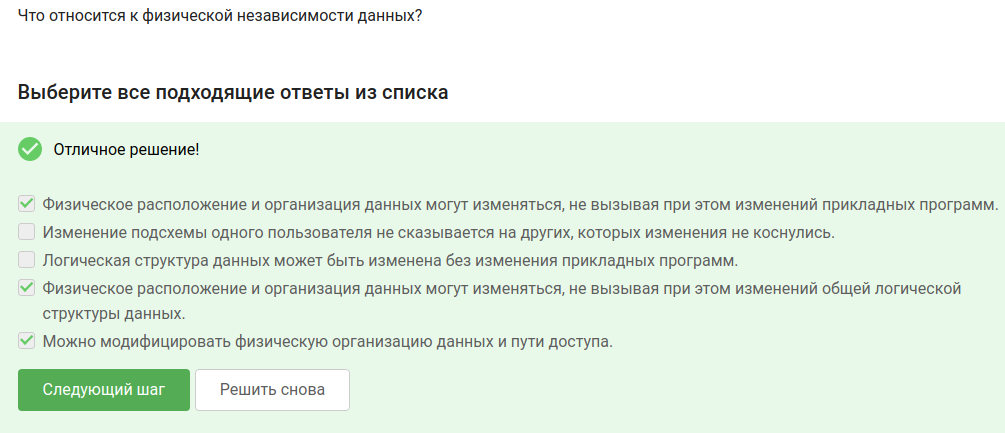 Что относится к физической независимости данных?
Выберите все подходящие ответы из списка
Отличное решение!
Физическое расположение и организация данных могут изменяться, не вызывая при этом изменений прикладных программ.
Изменение подсхемы одного пользователя не сказывается на других, которых изменения не коснулись.
Логическая структура данных может быть изменена без изменения прикладных программ.
Физическое расположение и организация данных могут изменяться, не вызывая при этом изменений общей логической
структуры данных.
Можно модифицировать физическую организацию данных и пути доступа.
Следующий шаг
Решить снова